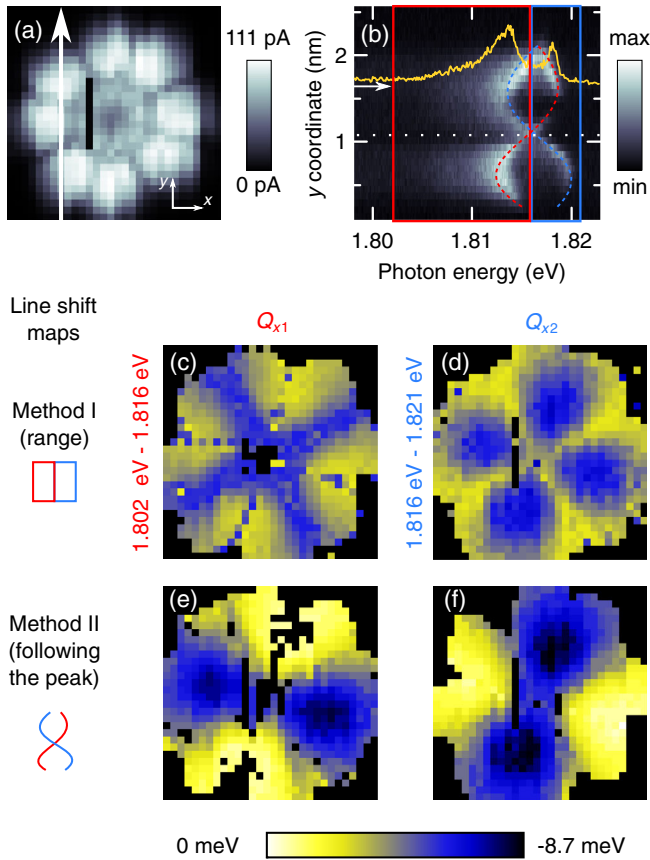 (a)
111 pA
0 pA
y
x
(b)
y coordinate (nm)
2
1
0
1.80
1.81
1.82
Photon energy (eV)
max
min
Line shift
maps
Qx1
Qx2
Method I
(range)
1.802 eV - 1.816 eV
(c)
1.816 eV - 1.821 eV
(d)
Method II
(following
the peak)
(e)
(f)
0 meV
-8.7 meV